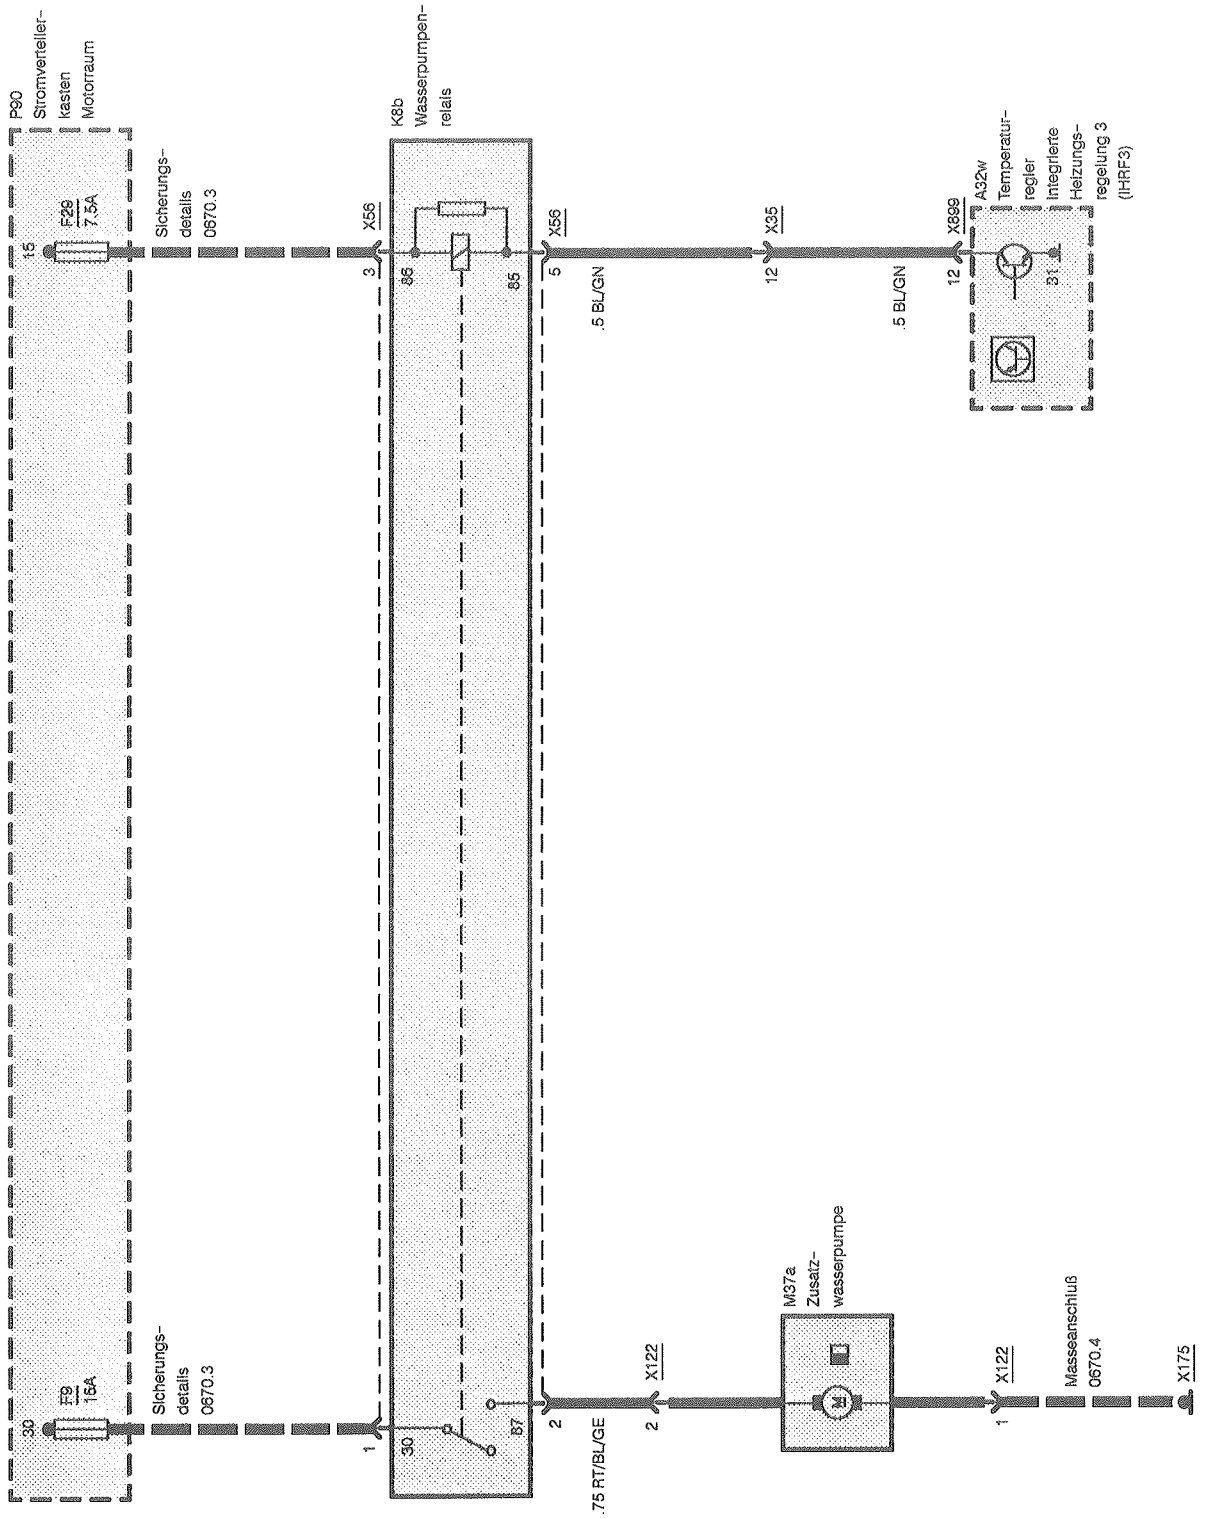 P90
Stromverteiler-
kasten
Motorraum
30
F9
15A
15
F29
7.5A
Sicherungs-
details
0670.3
Sicherungs-
details
0670.3
1
3
X56
K8b
Wasserpumpen-
relais
30
86
87
85
2
5
X56
.75 RT/BL/GE
.5 BL/GN
2
X122
12
X35
M37a
Zusatz-
wasserpumpe
M
.5 BL/GN
12
X899
A32w
Temperatur-
regler
Integrierte
Heizungs-
regelung 3
(IHRF3)
31
1
X122
Masseanschluß
0670.4
X175